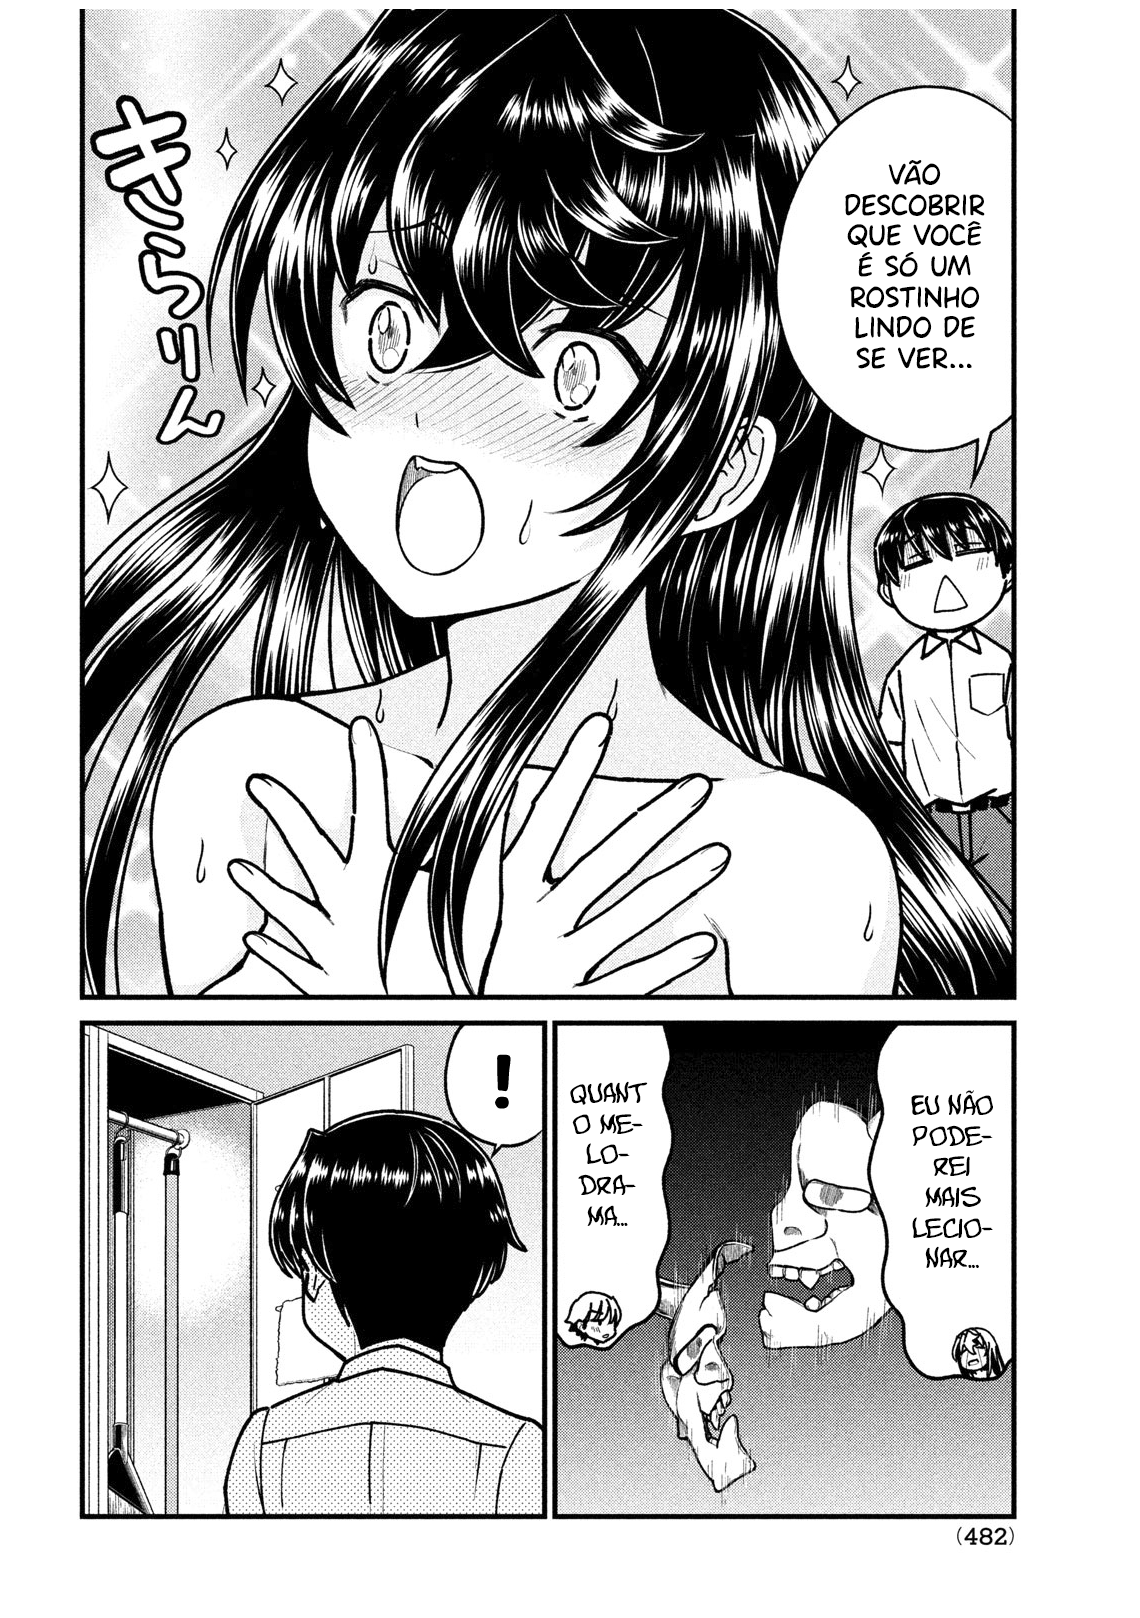 VÃO
DESCOBRIR
QUE VOCÊ
É SÓ UM
ROSTINHO
LINDO DE
SE VER...
きらりん
EU NÃO
PODE-
REI
MAIS
LECIO-
NAR...
QUANT
O ME-
LO-
DRA-
MA...
!
(482)